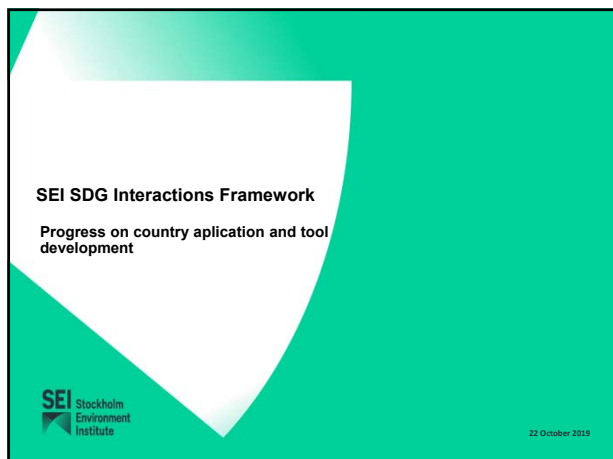 SEI SDG Interactions Framework
Progress on country aplication and tool
development
SEI Stockholm
Environment
Institute
22 October 2019